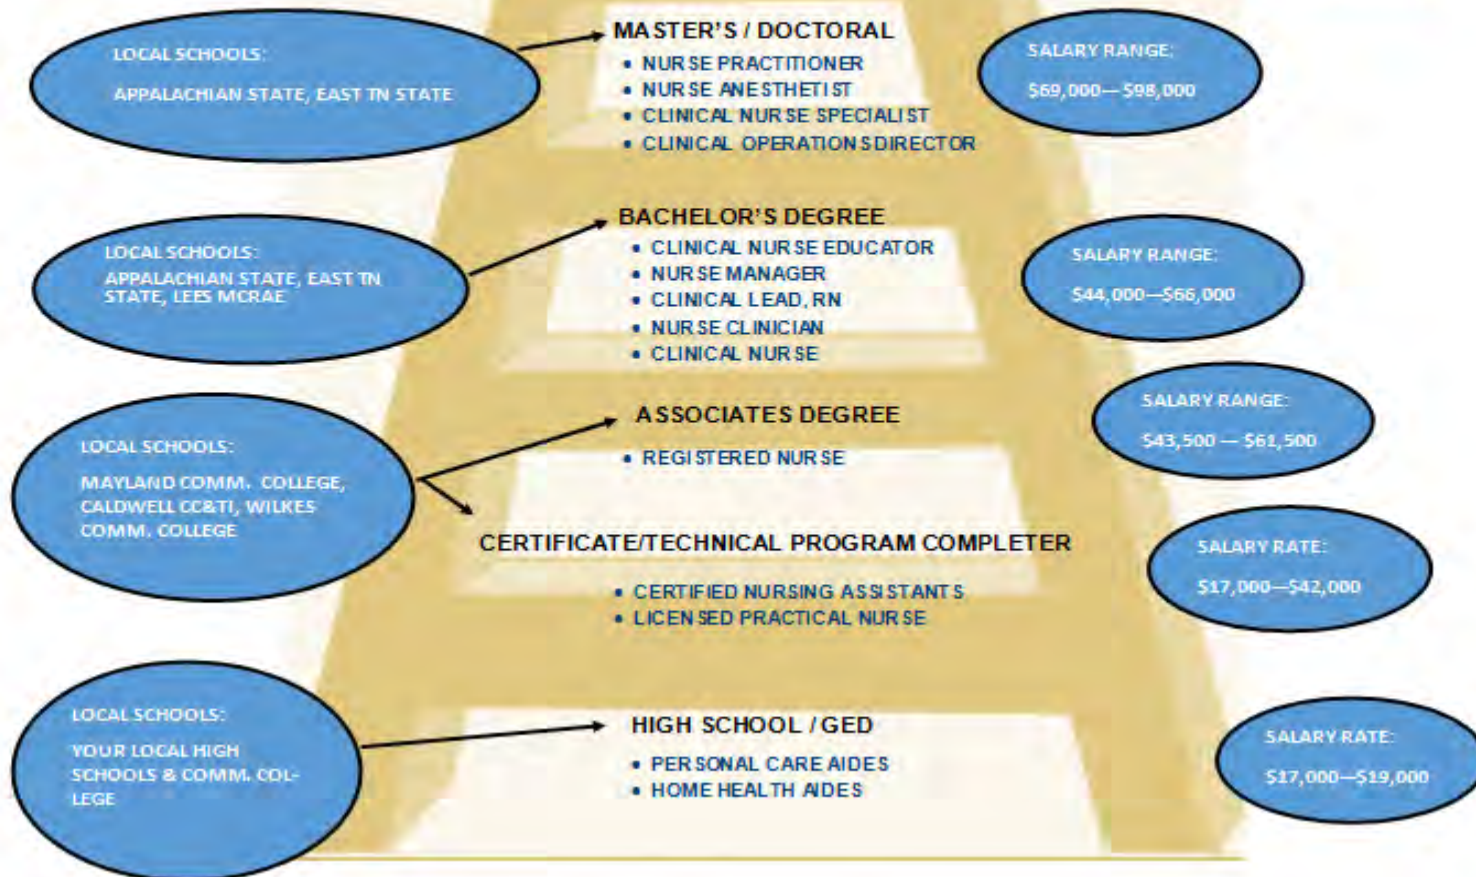 LOCAL SCHOOLS:
APPALACHIAN STATE, EAST TN STATE
MASTER'S / DOCTORAL
• NURSE PRACTITIONER
• NURSE ANESTHETIST
• CLINICAL NURSE SPECIALIST
• CLINICAL OPERATIONS DIRECTOR
SALARY RANGE:
$69,000— $98,000
LOCAL SCHOOLS:
APPALACHIAN STATE, EAST TN
STATE, LEES MCRAE
BACHELOR'S DEGREE
• CLINICAL NURSE EDUCATOR
• NURSE MANAGER
• CLINICAL LEAD, RN
• NURSE CLINICIAN
• CLINICAL NURSE
SALARY RANGE:
$44,000—$66,000
LOCAL SCHOOLS:
MAYLAND COMM. COLLEGE,
CALDWELL CC&TI, WILKES
COMM. COLLEGE
ASSOCIATES DEGREE
• REGISTERED NURSE
SALARY RANGE:
$43,500 — $61,500
CERTIFICATE/TECHNICAL PROGRAM COMPLETER
• CERTIFIED NURSING ASSISTANTS
• LICENSED PRACTICAL NURSE
SALARY RATE:
$17,000—$42,000
LOCAL SCHOOLS:
YOUR LOCAL HIGH
SCHOOLS & COMM. COL-
LEGE
HIGH SCHOOL / GED
• PERSONAL CARE AIDES
• HOME HEALTH AIDES
SALARY RATE:
$17,000—$19,000